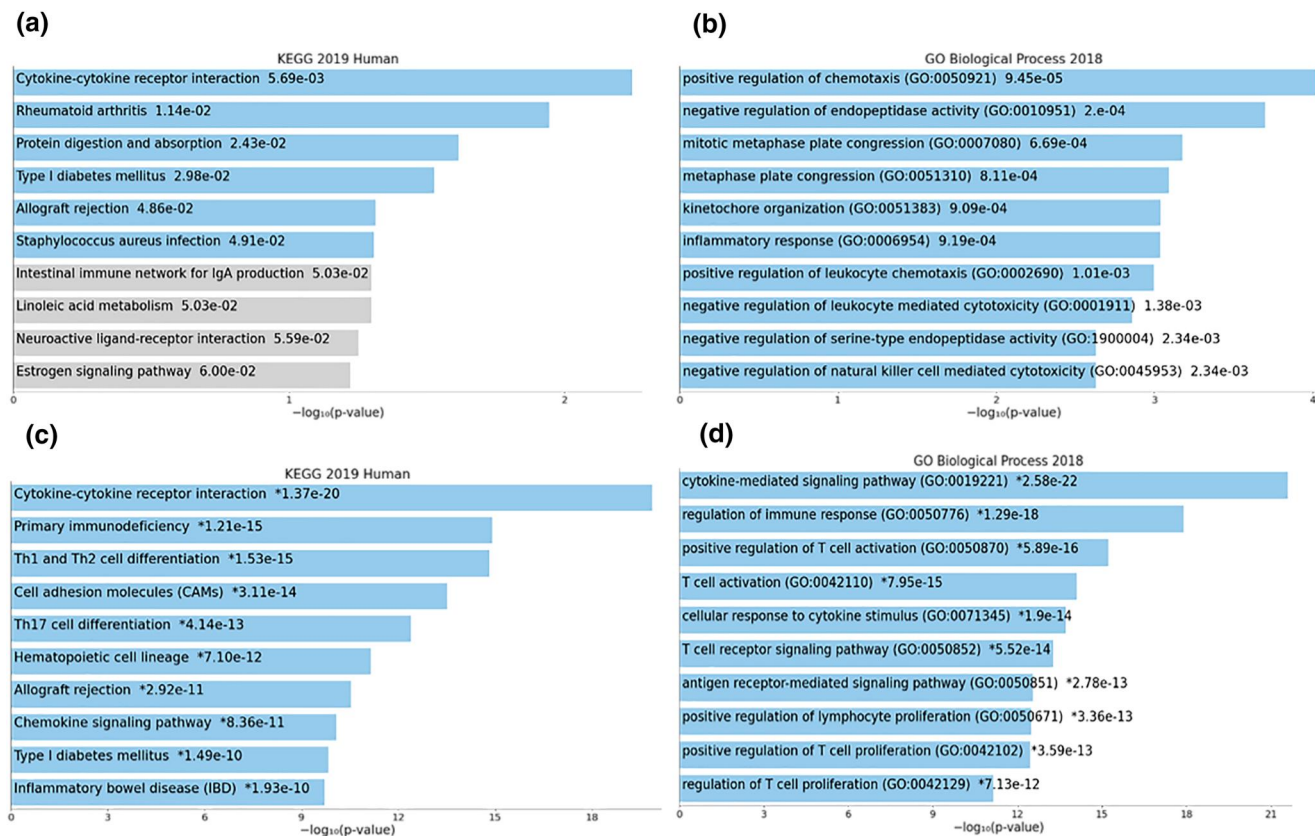 (a)
KEGG 2019 Human
Cytokine-cytokine receptor interaction 5.69e-03
Rheumatoid arthritis 1.14e-02
Protein digestion and absorption 2.43e-02
Type I diabetes mellitus 2.98e-02
Allograft rejection 4.86e-02
Staphylococcus aureus infection 4.91e-02
Intestinal immune network for IgA production 5.03e-02
Linoleic acid metabolism 5.03e-02
Neuroactive ligand-receptor interaction 5.59e-02
Estrogen signaling pathway 6.00e-02
0 1 2
−log₁₀(p-value)
(b)
GO Biological Process 2018
positive regulation of chemotaxis (GO:0050921) 9.45e-05
negative regulation of endopeptidase activity (GO:0010951) 2.e-04
mitotic metaphase plate congression (GO:0007080) 6.69e-04
metaphase plate congression (GO:0051310) 8.11e-04
kinetochore organization (GO:0051383) 9.09e-04
inflammatory response (GO:0006954) 9.19e-04
positive regulation of leukocyte chemotaxis (GO:0002690) 1.01e-03
negative regulation of leukocyte mediated cytotoxicity (GO:0001911) 1.38e-03
negative regulation of serine-type endopeptidase activity (GO:1900004) 2.34e-03
negative regulation of natural killer cell mediated cytotoxicity (GO:0045953) 2.34e-03
0 1 2 3 4
−log₁₀(p-value)
(c)
KEGG 2019 Human
Cytokine-cytokine receptor interaction *1.37e-20
Primary immunodeficiency *1.21e-15
Th1 and Th2 cell differentiation *1.53e-15
Cell adhesion molecules (CAMs) *3.11e-14
Th17 cell differentiation *4.14e-13
Hematopoietic cell lineage *7.10e-12
Allograft rejection *2.92e-11
Chemokine signaling pathway *8.36e-11
Type I diabetes mellitus *1.49e-10
Inflammatory bowel disease (IBD) *1.93e-10
0 3 6 9 12 15 18
−log₁₀(p-value)
(d)
GO Biological Process 2018
cytokine-mediated signaling pathway (GO:0019221) *2.58e-22
regulation of immune response (GO:0050776) *1.29e-18
positive regulation of T cell activation (GO:0050870) *5.89e-16
T cell activation (GO:0042110) *7.95e-15
cellular response to cytokine stimulus (GO:0071345) *1.9e-14
T cell receptor signaling pathway (GO:0050852) *5.52e-14
antigen receptor-mediated signaling pathway (GO:0050851) *2.78e-13
positive regulation of lymphocyte proliferation (GO:0050671) *3.36e-13
positive regulation of T cell proliferation (GO:0042102) *3.59e-13
regulation of T cell proliferation (GO:0042129) *7.13e-12
0 3 6 9 12 15 18 21
−log₁₀(p-value)